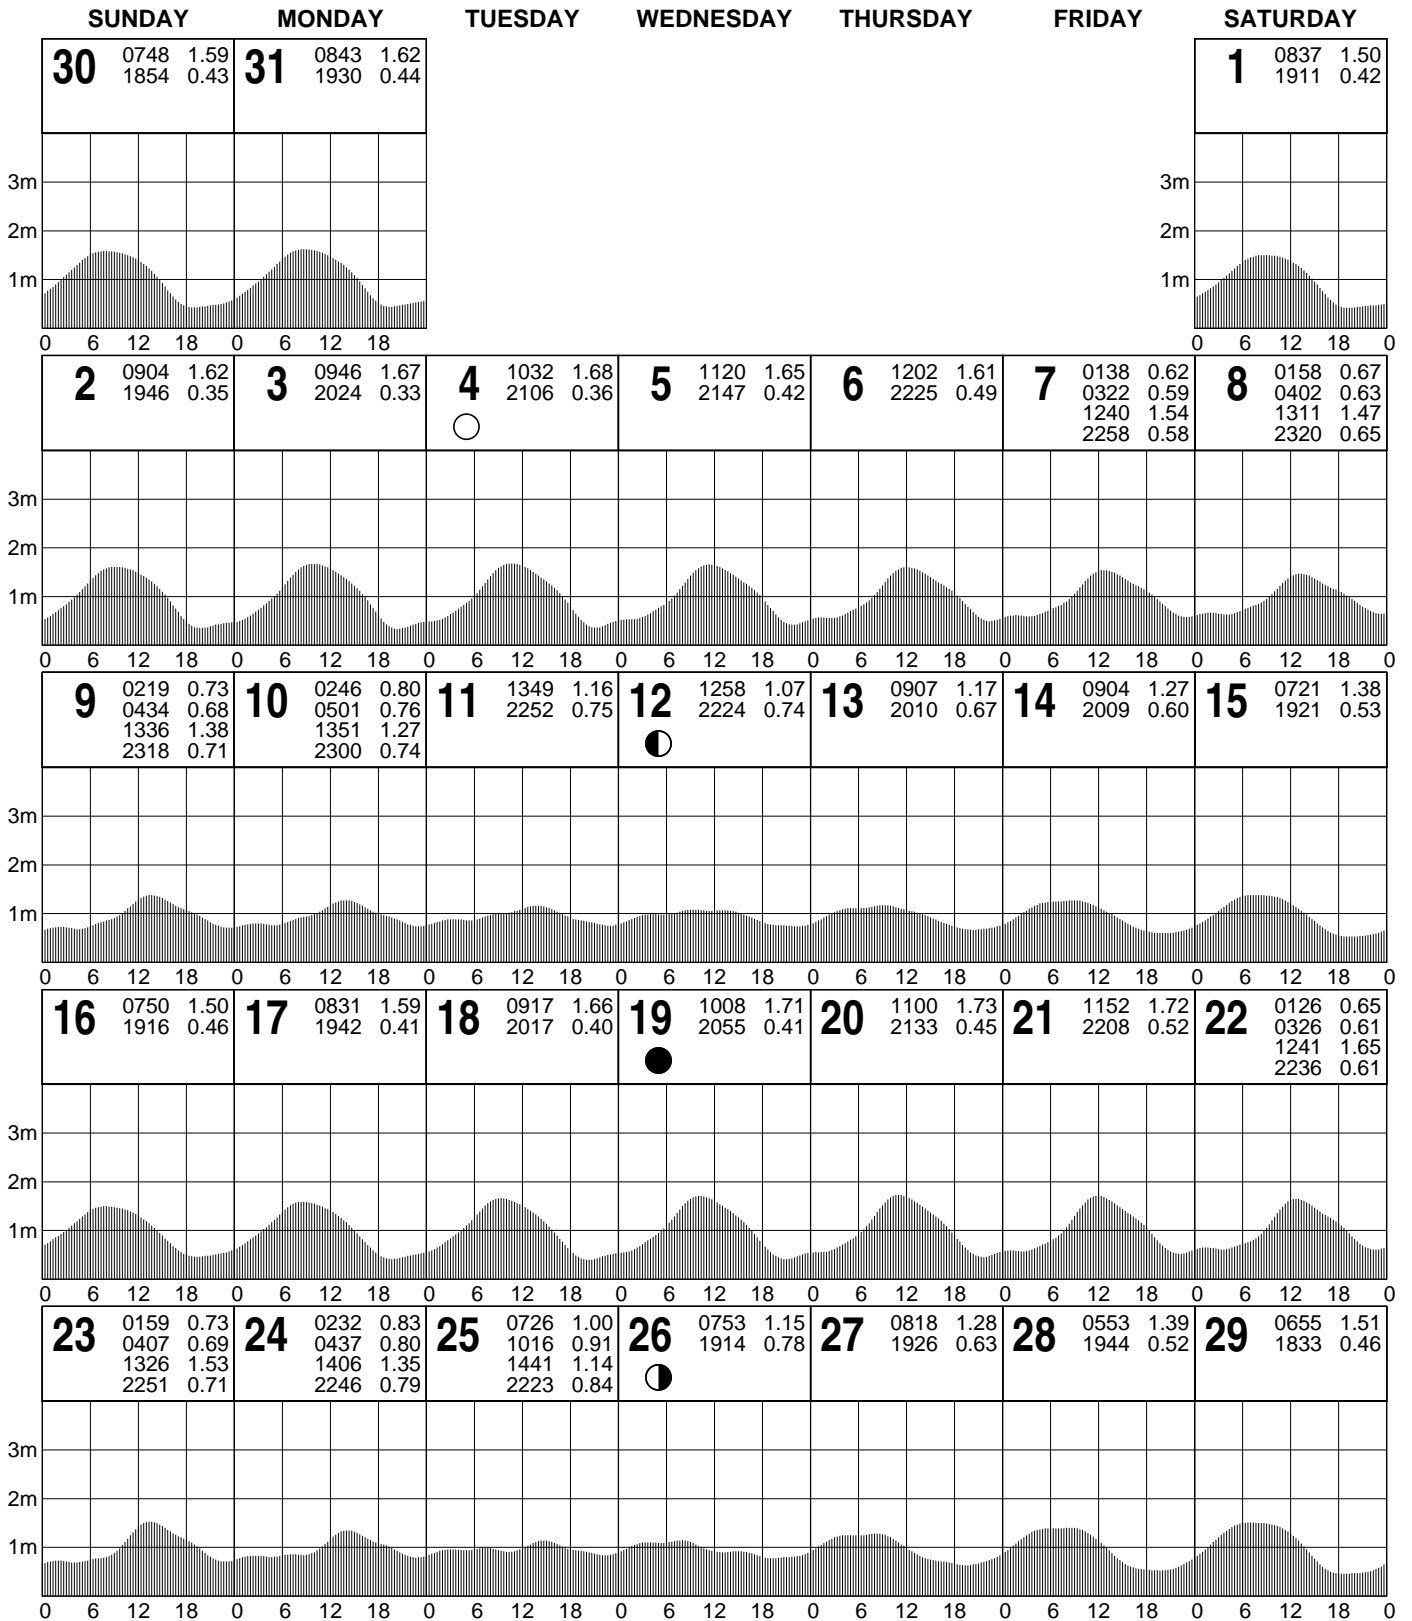 SUNDAY MONDAY TUESDAY WEDNESDAY THURSDAY FRIDAY SATURDAY
30 0748 1.59 31 0843 1.62 1 0837 1.50
1854 0.43 1930 0.44 1911 0.42
3m 3m
2m 2m
1m 1m
0 6 12 18 0 6 12 18 0 6 12 18 0
2 0904 1.62 3 0946 1.67 4 1032 1.68 5 1120 1.65 6 1202 1.61 7 0138 0.62 8 0158 0.67
1946 0.35 2024 0.33 2106 0.36 2147 0.42 2225 0.49 0322 0.59 0402 0.63
1240 1.54 1311 1.47
2258 0.58 2320 0.65
3m
2m
1m
0 6 12 18 0 6 12 18 0 6 12 18 0 6 12 18 0 6 12 18 0 6 12 18 0 6 12 18 0
9 0219 0.73 10 0246 0.80 11 1349 1.16 12 1258 1.07 13 0907 1.17 14 0904 1.27 15 0721 1.38
0434 0.68 0501 0.76 2252 0.75 2224 0.74 2010 0.67 2009 0.60 1921 0.53
1336 1.38 1351 1.27
2318 0.71 2300 0.74
3m
2m
1m
0 6 12 18 0 6 12 18 0 6 12 18 0 6 12 18 0 6 12 18 0 6 12 18 0 6 12 18 0
16 0750 1.50 17 0831 1.59 18 0917 1.66 19 1008 1.71 20 1100 1.73 21 1152 1.72 22 0126 0.65
1916 0.46 1942 0.41 2017 0.40 2055 0.41 2133 0.45 2208 0.52 0326 0.61
1241 1.65
2236 0.61
3m
2m
1m
0 6 12 18 0 6 12 18 0 6 12 18 0 6 12 18 0 6 12 18 0 6 12 18 0 6 12 18 0
23 0159 0.73 24 0232 0.83 25 0726 1.00 26 0753 1.15 27 0818 1.28 28 0553 1.39 29 0655 1.51
0407 0.69 0437 0.80 1016 0.91 1914 0.78 1926 0.63 1944 0.52 1833 0.46
1326 1.53 1406 1.35 1441 1.14
2251 0.71 2246 0.79 2223 0.84
3m
2m
1m
0 6 12 18 0 6 12 18 0 6 12 18 0 6 12 18 0 6 12 18 0 6 12 18 0 6 12 18 0